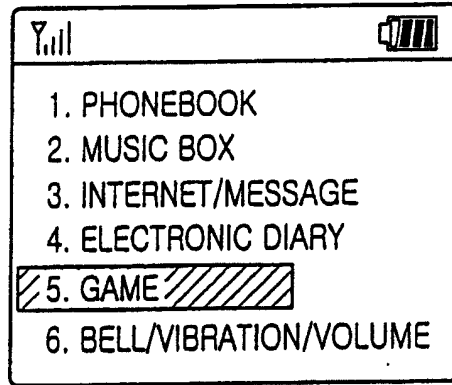 1. PHONEBOOK
2. MUSIC BOX
3. INTERNET/MESSAGE
4. ELECTRONIC DIARY
5. GAME
6. BELL/VIBRATION/VOLUME